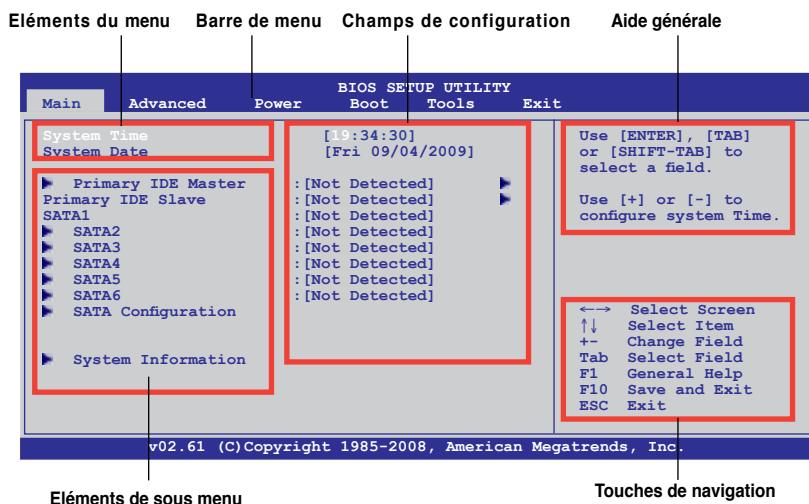 Eléments du menu Barre de menu Champs de configuration Aide générale
BIOS SETUP UTILITY
Main Advanced Power Boot Tools Exit
System Time [19:34:30]
System Date [Fri 09/04/2009]
Primary IDE Master :[Not Detected]
Primary IDE Slave :[Not Detected]
SATA1 :[Not Detected]
SATA2 :[Not Detected]
SATA3 :[Not Detected]
SATA4 :[Not Detected]
SATA5 :[Not Detected]
SATA6 :[Not Detected]
SATA Configuration
System Information
Use [ENTER], [TAB]
or [SHIFT-TAB] to
select a field.
Use [+] or [-] to
configure system Time.
←→ Select Screen
↑↓ Select Item
+- Change Field
Tab Select Field
F1 General Help
F10 Save and Exit
ESC Exit
v02.61 (C)Copyright 1985-2008, American Megatrends, Inc.
Eléments de sous menu Touches de navigation